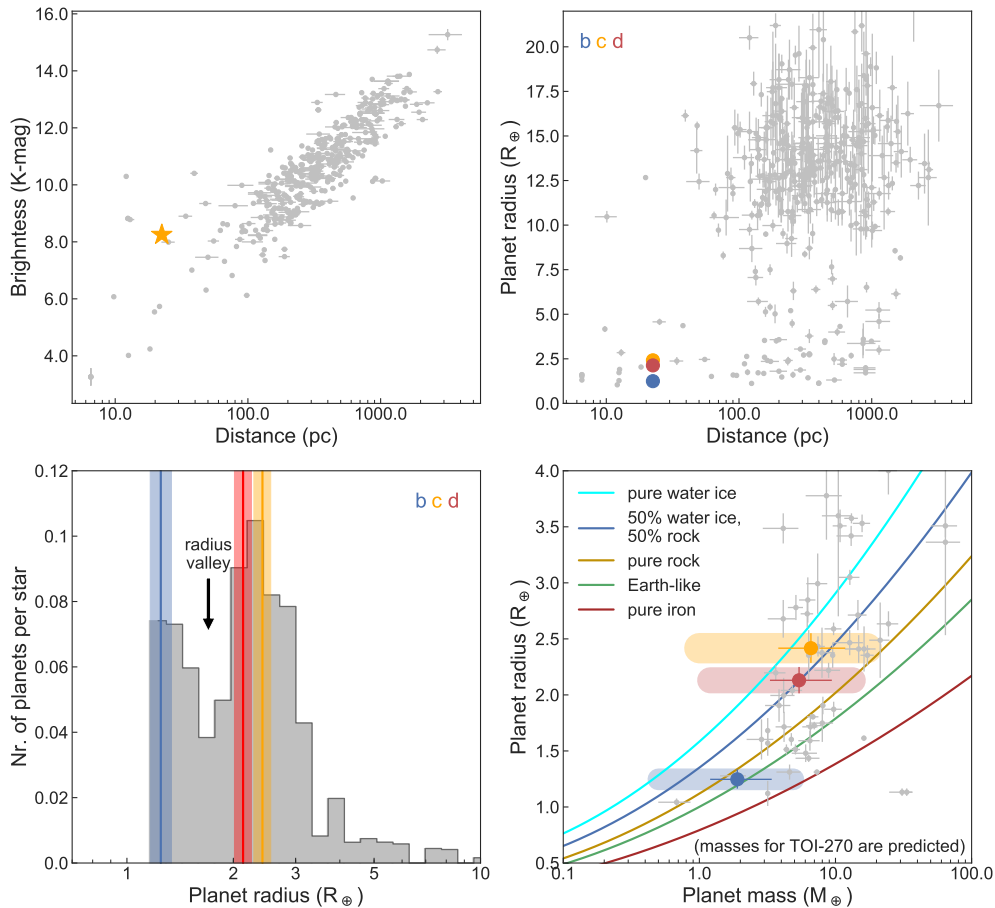 16.0
14.0
12.0
10.0
8.0
6.0
4.0
Brighntess (K-mag)
10.0 100.0 1000.0
Distance (pc)
b c d
20.0
17.5
15.0
12.5
10.0
7.5
5.0
2.5
0.0
Planet radius (R⊕)
10.0 100.0 1000.0
Distance (pc)
b c d
radius
valley
0.12
0.10
0.08
0.06
0.04
0.02
0.0
Nr. of planets per star
1 2 3 5 10
Planet radius (R⊕)
pure water ice
50% water ice,
50% rock
pure rock
Earth-like
pure iron
4.0
3.5
3.0
2.5
2.0
1.5
1.0
0.5
Planet radius (R⊕)
(masses for TOI-270 are predicted)
0.1 1.0 10.0 100.0
Planet mass (M⊕)